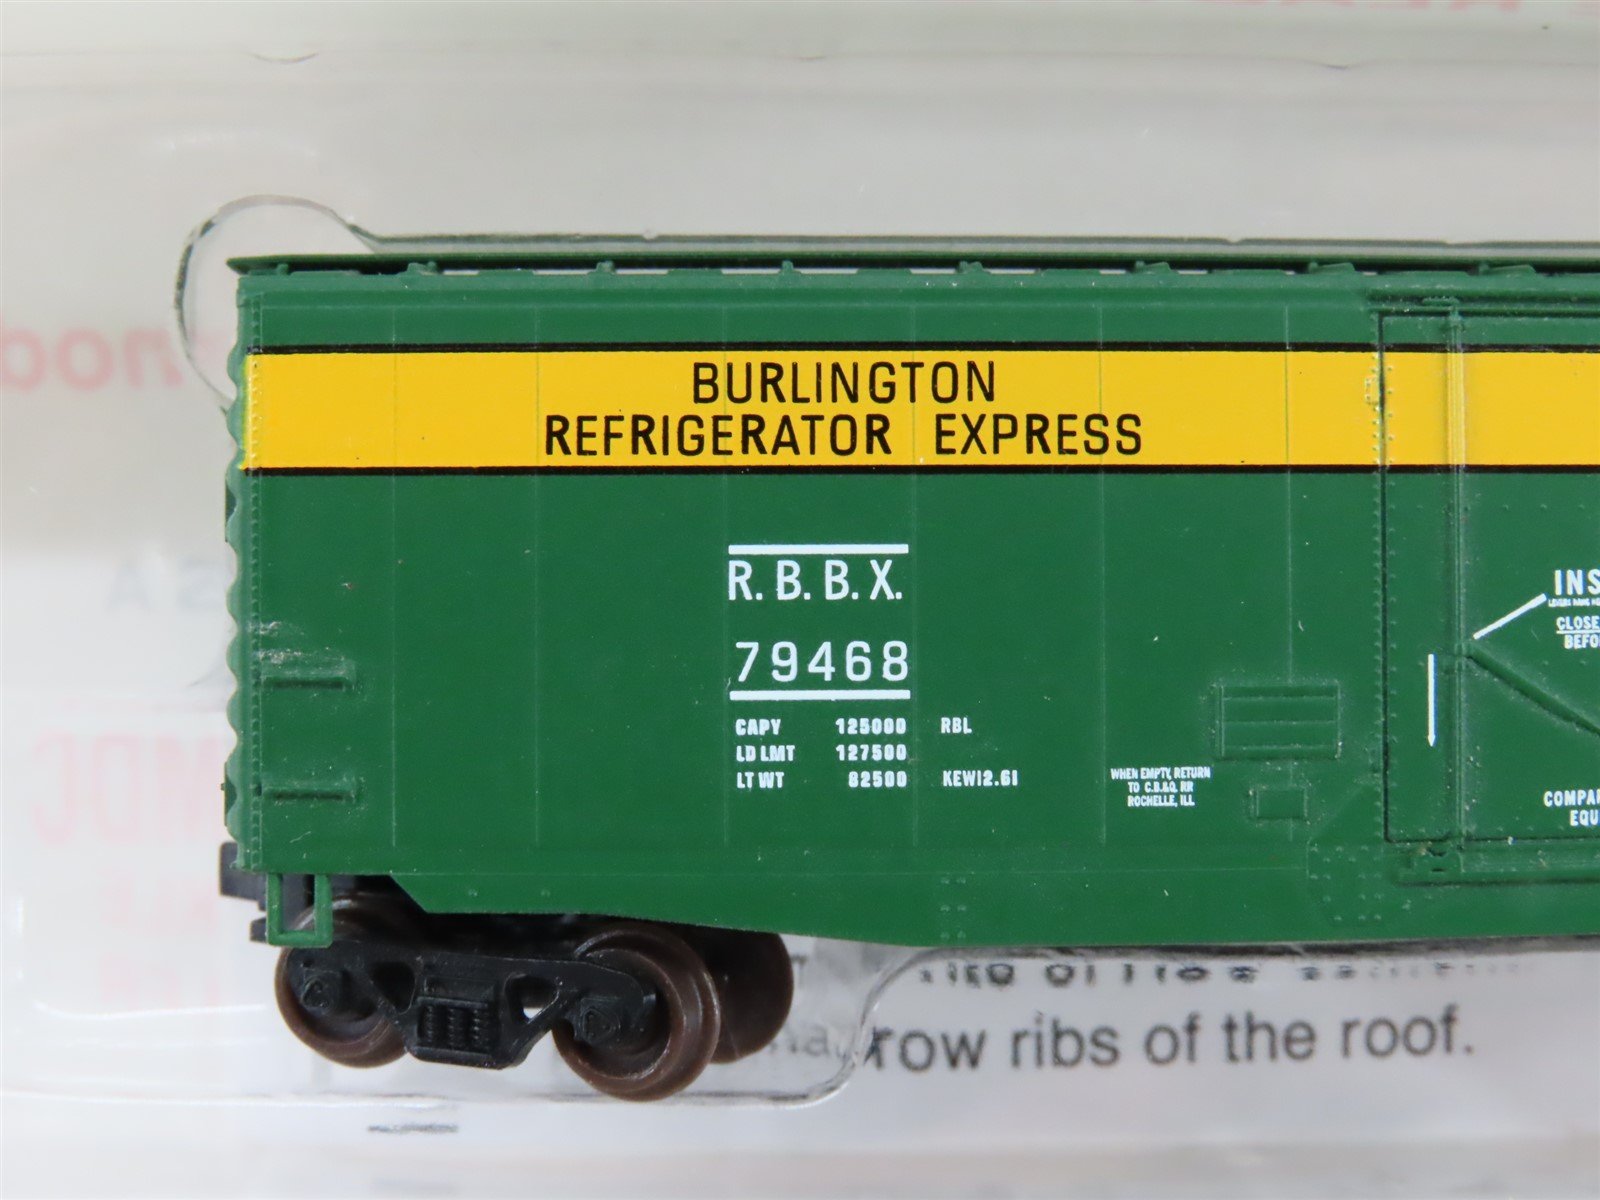 BURLINGTON
REFRIGERATOR EXPRESS
R. B. B. X.
79468
CAPY 125000 RBL
LD LMT 127500
LT WT 82500 KEW12.61
WHEN EMPTY, RETURN
TO C.B.&Q. RR
ROCHELLE, ILL
INS
CLOSE
BEFO
COMPA
EQU
row ribs of the roof.